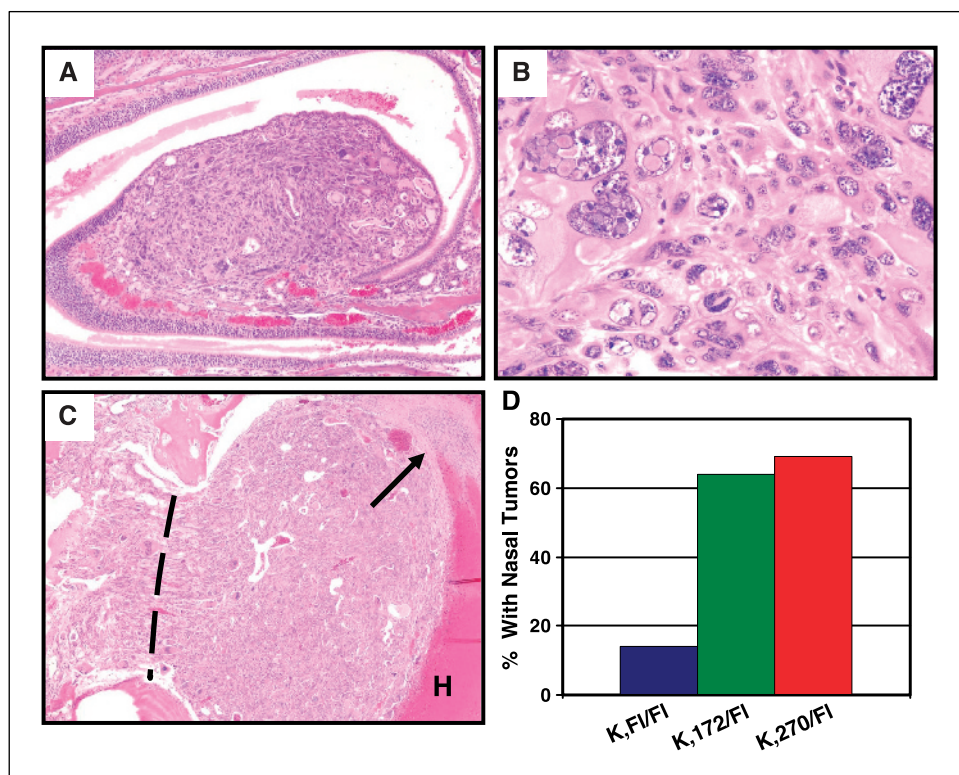 A
B
C
H
D
% With Nasal Tumors
80
60
40
20
0
K,Fl/Fl
K,172/Fl
K,270/Fl